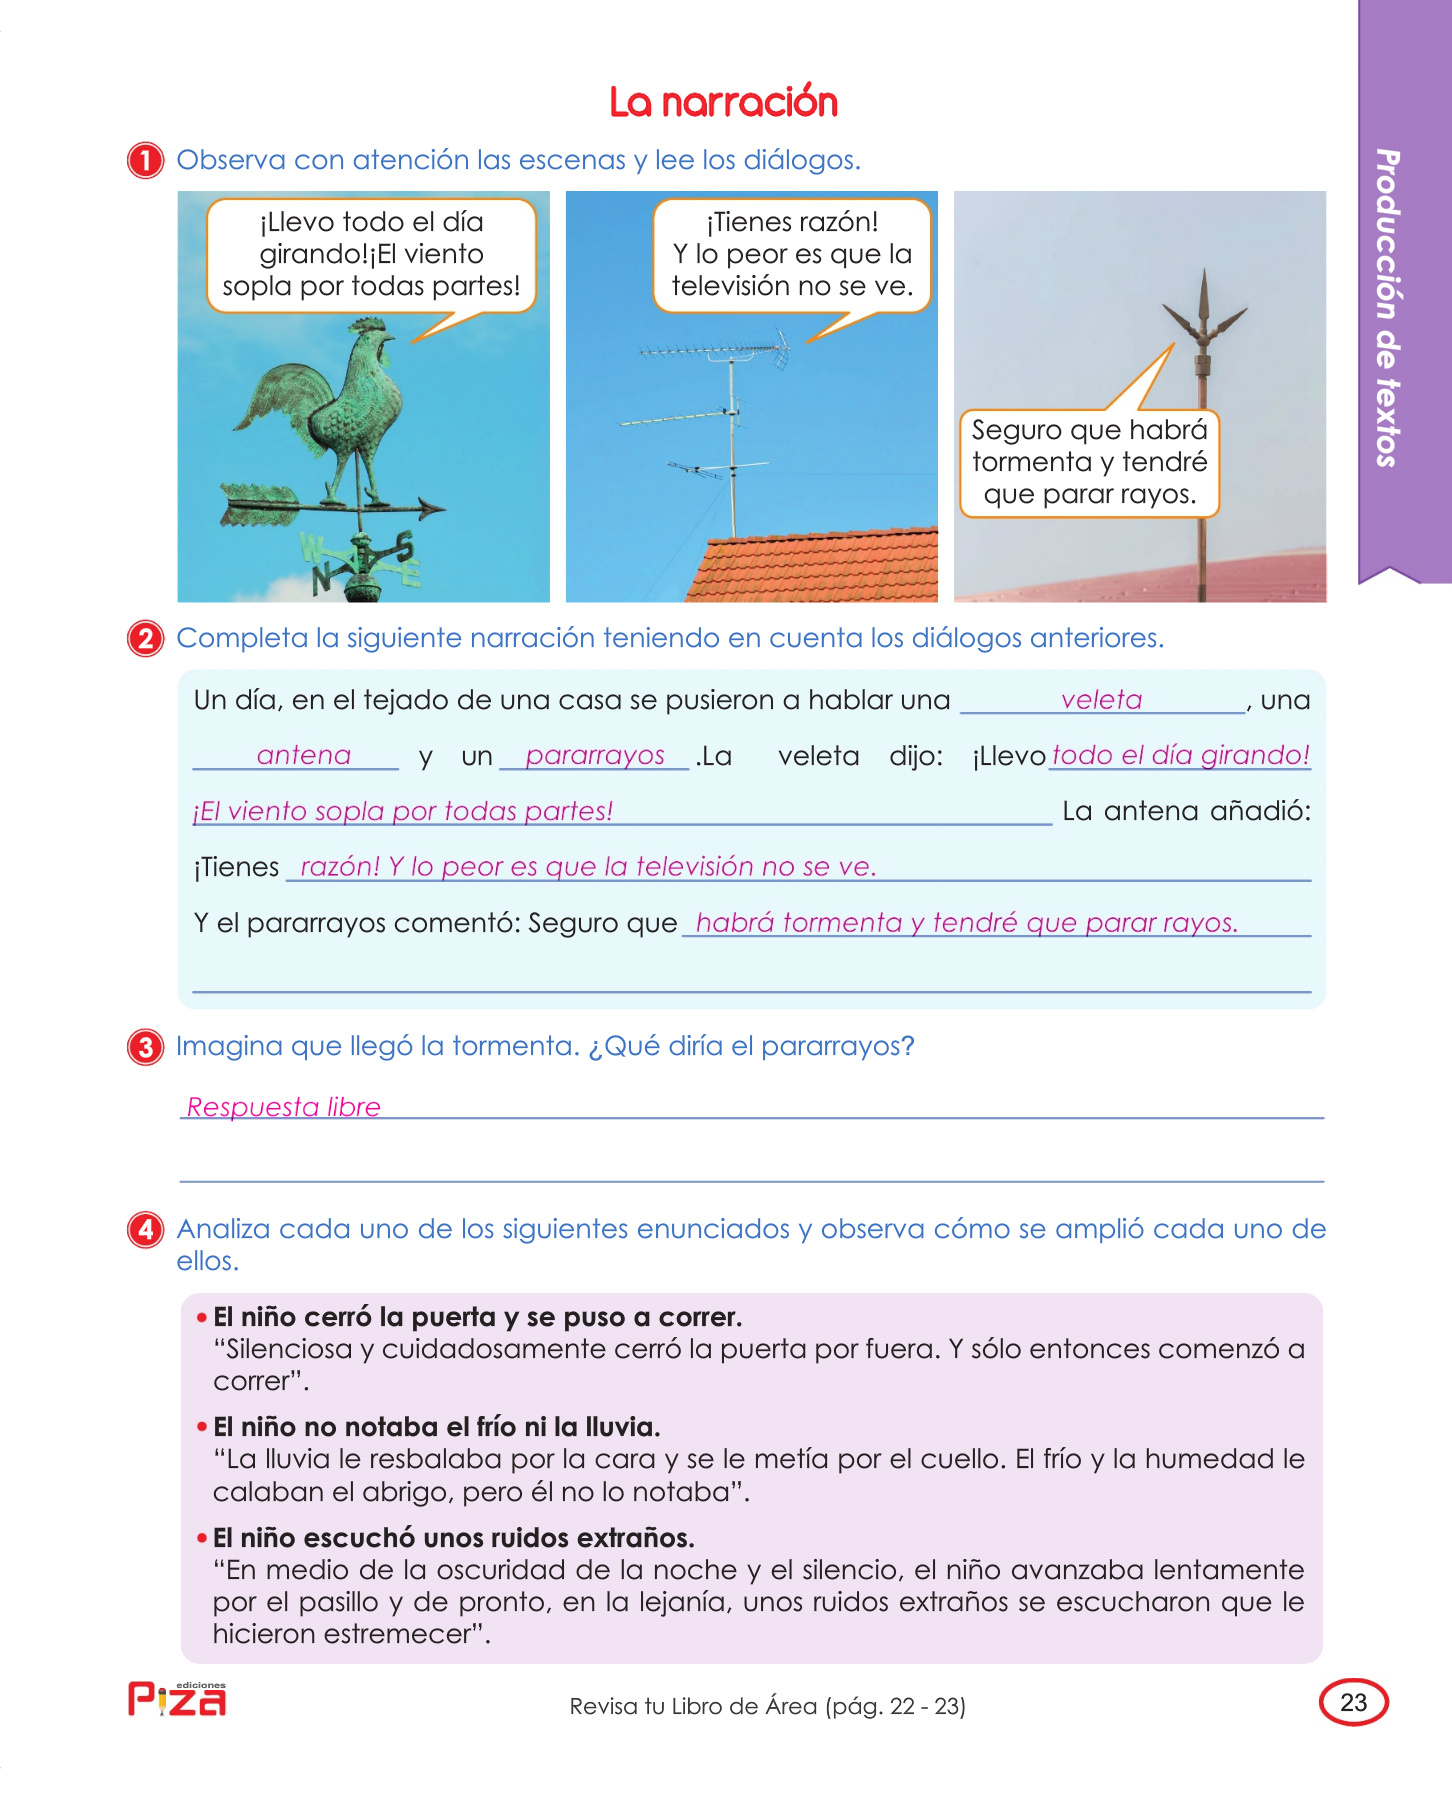 La narración
1 Observa con atención las escenas y lee los diálogos.
¡Llevo todo el día
girando!¡El viento
sopla por todas partes!
¡Tienes razón!
Y lo peor es que la
televisión no se ve.
Seguro que habrá
tormenta y tendré
que parar rayos.
W S
N E
Producción de textos
2 Completa la siguiente narración teniendo en cuenta los diálogos anteriores.
Un día, en el tejado de una casa se pusieron a hablar una veleta, una
antena y un pararrayos .La veleta dijo: ¡Llevo todo el día girando!
¡El viento sopla por todas partes! La antena añadió:
¡Tienes razón! Y lo peor es que la televisión no se ve.
Y el pararrayos comentó: Seguro que habrá tormenta y tendré que parar rayos.
3 Imagina que llegó la tormenta. ¿Qué diría el pararrayos?
Respuesta libre
4 Analiza cada uno de los siguientes enunciados y observa cómo se amplió cada uno de
ellos.
• El niño cerró la puerta y se puso a correr.
“Silenciosa y cuidadosamente cerró la puerta por fuera. Y sólo entonces comenzó a
correr”.
• El niño no notaba el frío ni la lluvia.
“La lluvia le resbalaba por la cara y se le metía por el cuello. El frío y la humedad le
calaban el abrigo, pero él no lo notaba”.
• El niño escuchó unos ruidos extraños.
“En medio de la oscuridad de la noche y el silencio, el niño avanzaba lentamente
por el pasillo y de pronto, en la lejanía, unos ruidos extraños se escucharon que le
hicieron estremecer”.
ediciones
Piza
Revisa tu Libro de Área (pág. 22 - 23)
23